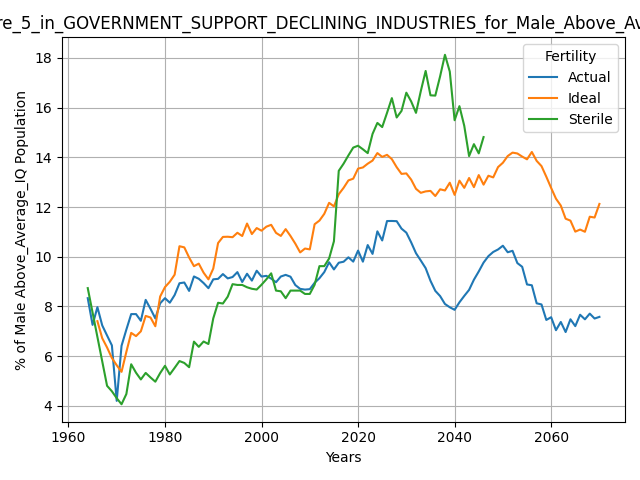 re_5_in_GOVERNMENT_SUPPORT_DECLINING_INDUSTRIES_for_Male_Above_Av
Fertility
Actual
Ideal
Sterile
% of Male Above_Average_IQ Population
18
16
14
12
10
8
6
4
1960
1980
2000
2020
2040
2060
Years